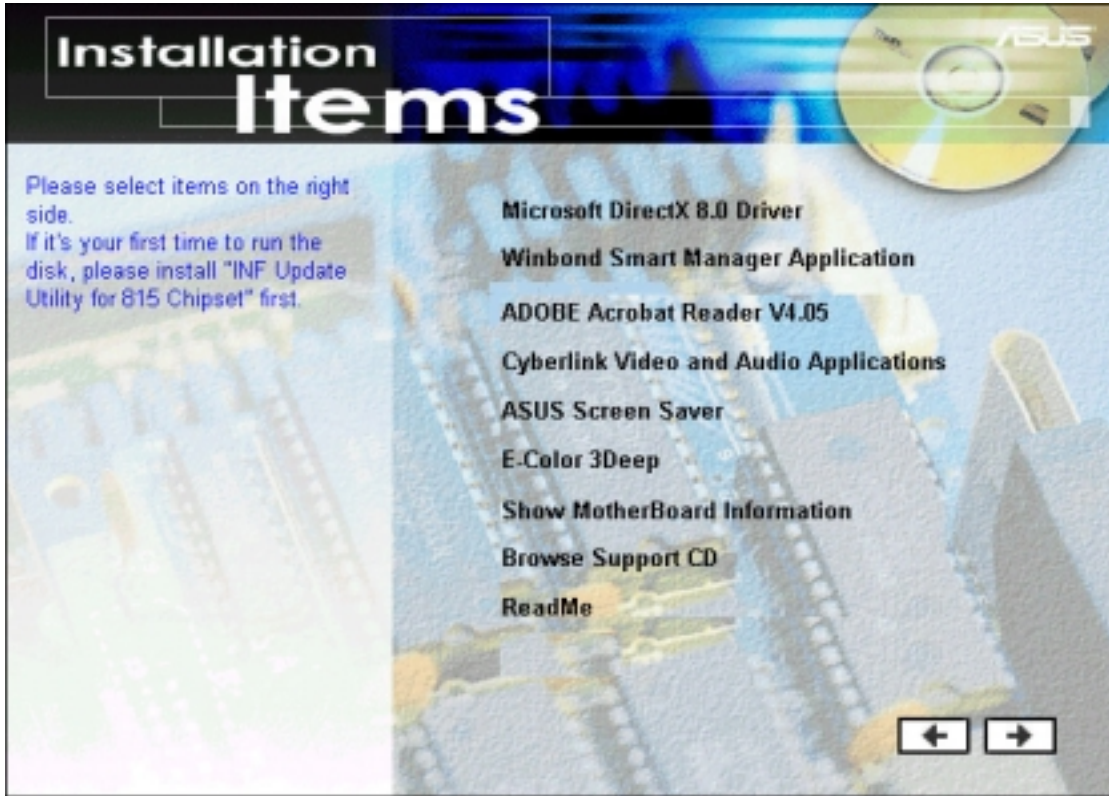 Installation
Items
ASUS
Please select items on the right
side.
If it's your first time to run the
disk, please install "INF Update
Utility for 815 Chipset" first.
Microsoft DirectX 8.0 Driver
Winbond Smart Manager Application
ADOBE Acrobat Reader V4.05
Cyberlink Video and Audio Applications
ASUS Screen Saver
E-Color 3Deep
Show MotherBoard Information
Browse Support CD
ReadMe